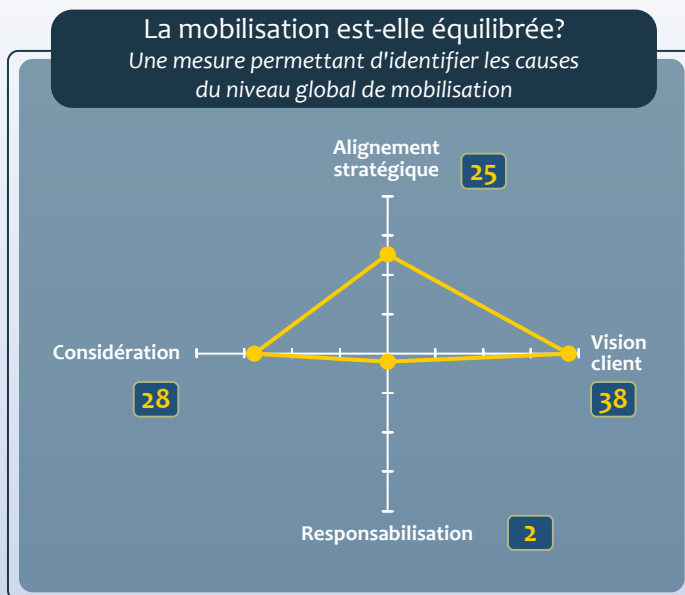 La mobilisation est-elle équilibrée?
Une mesure permettant d'identifier les causes
du niveau global de mobilisation
Alignement
stratégique
25
Considération
28
Vision
client
38
Responsabilisation
2